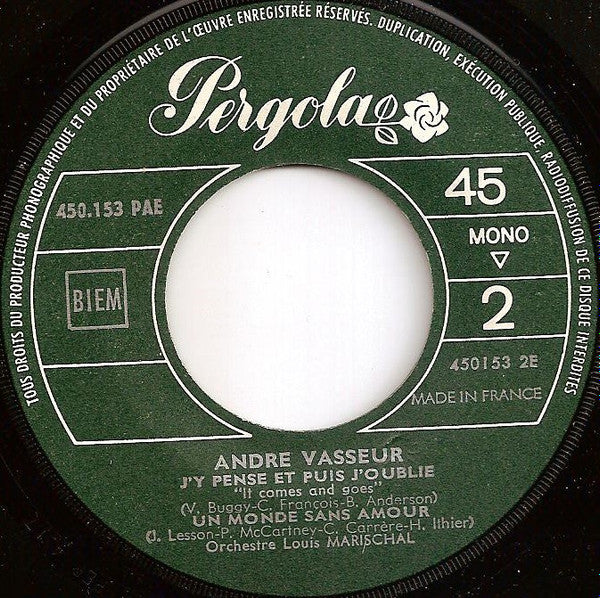 TOUS DROITS DU PRODUCTEUR PHONOGRAPHIQUE ET DU PROPRIÉTAIRE DE L'ŒUVRE ENREGISTRÉE RÉSERVÉS. DUPLICATION, EXÉCUTION PUBLIQUE, RADIODIFFUSION DE CE DISQUE INTERDITES
Pergola
450.153 PAE
BIEM
45
MONO
2
450153 2E
MADE IN FRANCE
ANDRE VASSEUR
J'Y PENSE ET PUIS J'OUBLIE
"It comes and goes"
(V. Buggy-C. François-B. Anderson)
UN MONDE SANS AMOUR
(J. Lesson-P. McCartney-C. Carrère-H. Ithier)
Orchestre Louis MARISCHAL